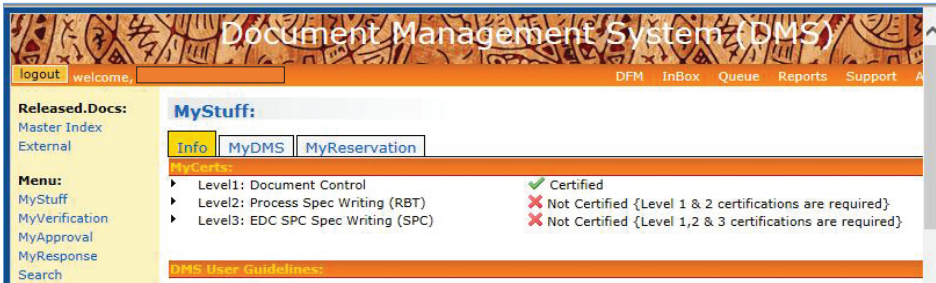 Document Management System (DMS)
logout welcome,
DFM InBox Queue Reports Support A
Released.Docs:
Master Index
External
Menu:
MyStuff
MyVerification
MyApproval
MyResponse
Search
MyStuff:
Info MyDMS MyReservation
MyCerts:
Level1: Document Control Certified
Level2: Process Spec Writing (RBT) Not Certified {Level 1 & 2 certifications are required}
Level3: EDC SPC Spec Writing (SPC) Not Certified {Level 1,2 & 3 certifications are required}
DMS User Guidelines: